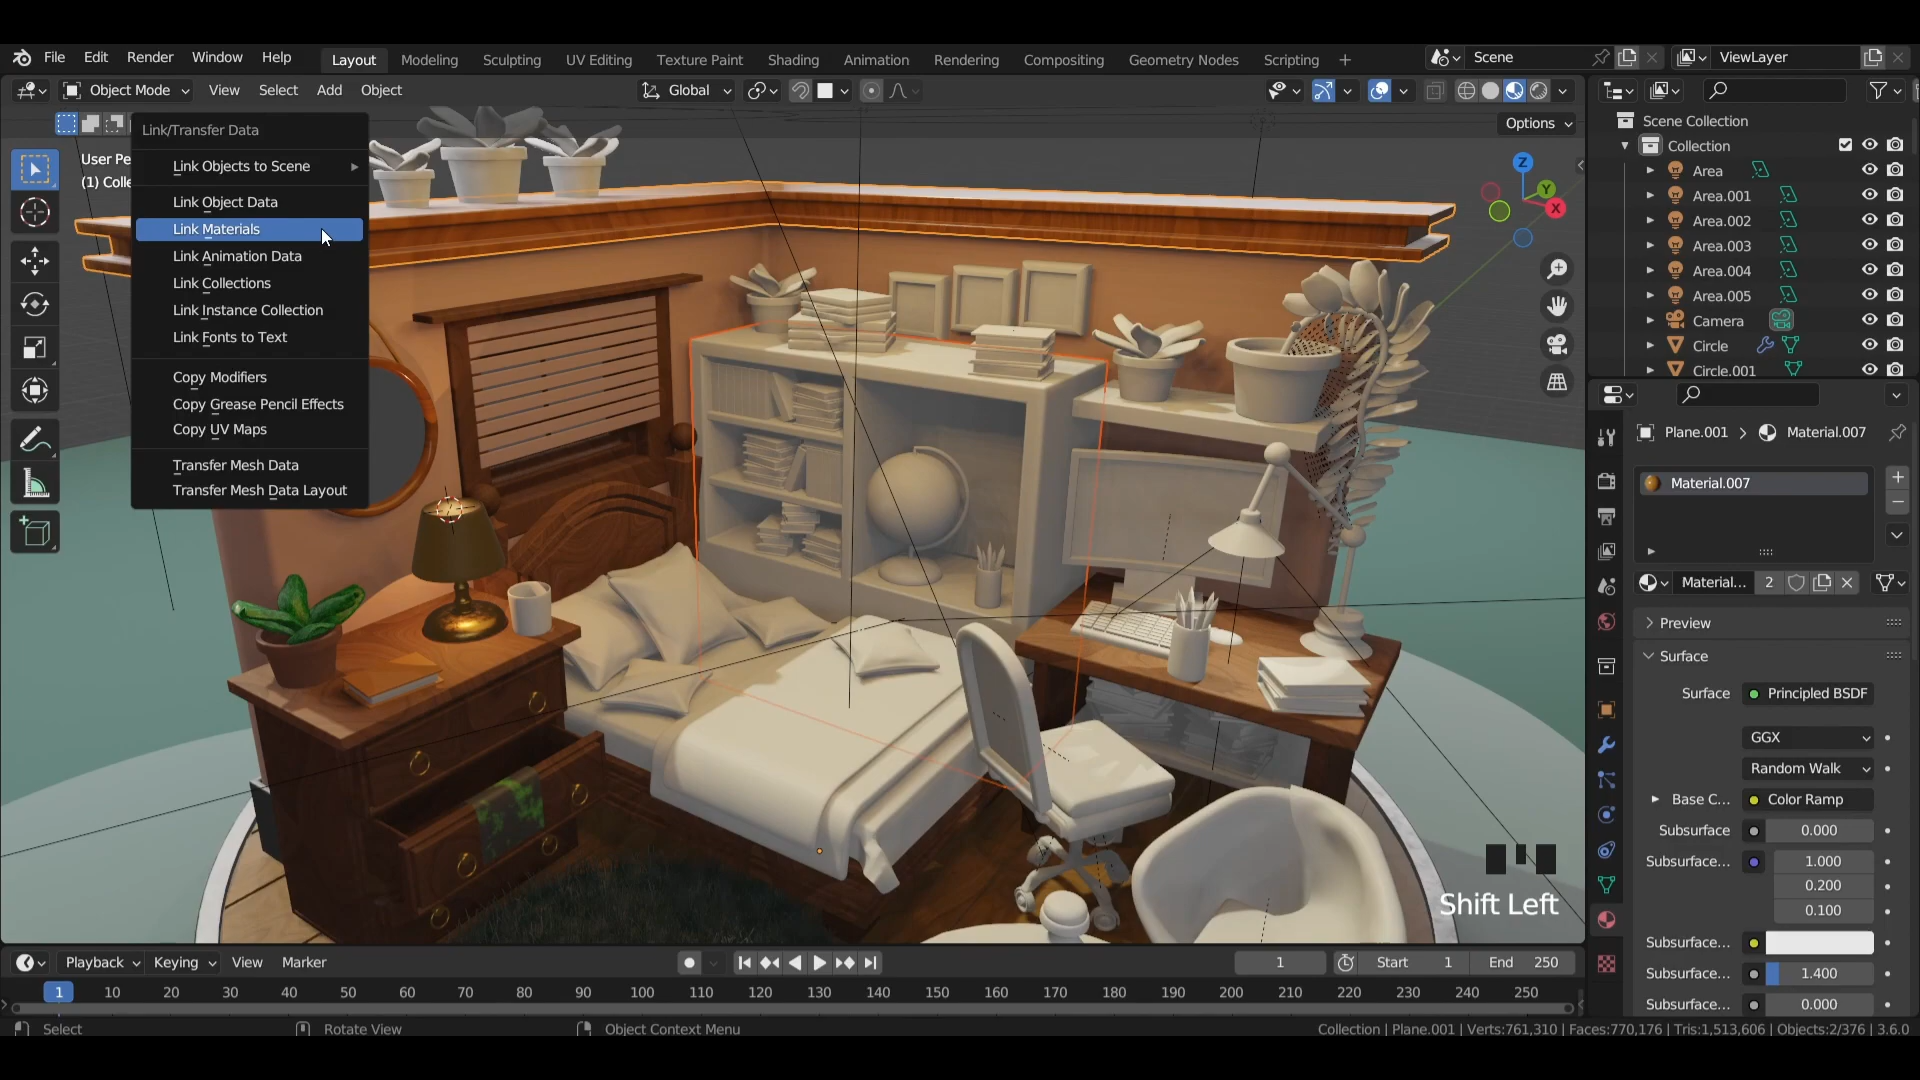 File Edit Render Window Help Layout Modeling Sculpting UV Editing Texture Paint Shading Animation Rendering Compositing Geometry Nodes Scripting + Scene ViewLayer
Object Mode View Select Add Object Global
Options
Link/Transfer Data
User Pe
(1) Colle
Link Objects to Scene
Link Object Data
Link Materials
Link Animation Data
Link Collections
Link Instance Collection
Link Fonts to Text
Copy Modifiers
Copy Grease Pencil Effects
Copy UV Maps
Transfer Mesh Data
Transfer Mesh Data Layout
Z
Y
X
Shift Left
Scene Collection
Collection
Area
Area.001
Area.002
Area.003
Area.004
Area.005
Camera
Circle
Circle.001
Plane.001 > Material.007
Material.007
Material... 2
Preview
Surface
Surface Principled BSDF
GGX
Random Walk
Base C... Color Ramp
Subsurface 0.000
Subsurface... 1.000
0.200
0.100
Subsurface...
Subsurface... 1.400
Subsurface... 0.000
Playback Keying View Marker 1 Start 1 End 250
1 10 20 30 40 50 60 70 80 90 100 110 120 130 140 150 160 170 180 190 200 210 220 230 240 250
Select Rotate View Object Context Menu Collection | Plane.001 | Verts:761,310 | Faces:770,176 | Tris:1,513,606 | Objects:2/376 | 3.6.0